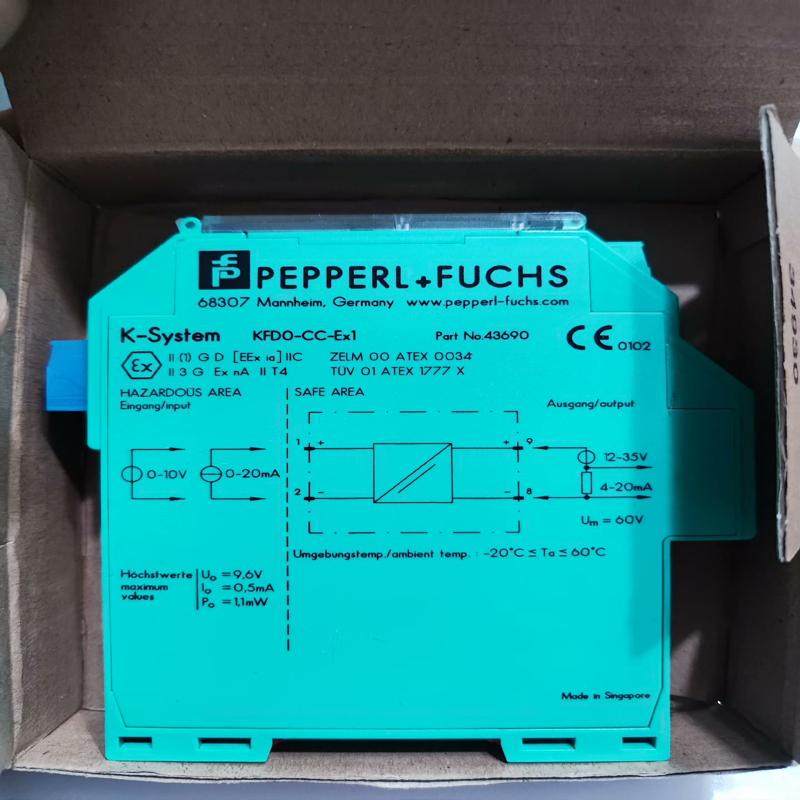 PEPPERL+FUCHS
68307 Mannheim, Germany www.pepperl-fuchs.com
K-System KFD0-CC-Ex1 Part No.43690 CE 0102
Ex II (1) G D [EEx ia] IIC ZELM 00 ATEX 0034
II 3 G Ex nA II T4 TÜV 01 ATEX 1777 X
HAZARDOUS AREA SAFE AREA
Eingang/input Ausgang/output
1 + + 9 12-35V
0-10V 0-20mA
2 - - 8 4-20mA
Um = 60V
Umgebungstemp./ambient temp. : -20°C ≤ Ta ≤ 60°C
Höchstwerte Uo = 9,6V
maximum Io = 0,5mA
values Po = 1,1mW
Made in Singapore